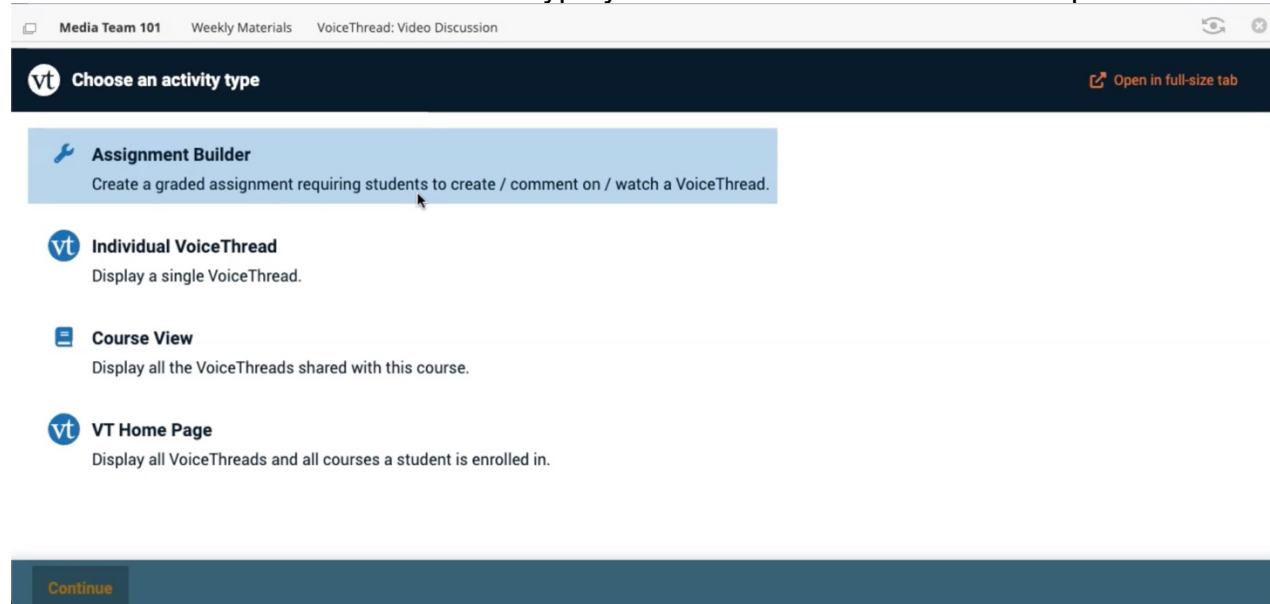 Media Team 101 Weekly Materials VoiceThread: Video Discussion
vt Choose an activity type Open in full-size tab
Assignment Builder
Create a graded assignment requiring students to create / comment on / watch a VoiceThread.
vt Individual VoiceThread
Display a single VoiceThread.
Course View
Display all the VoiceThreads shared with this course.
vt VT Home Page
Display all VoiceThreads and all courses a student is enrolled in.
Continue